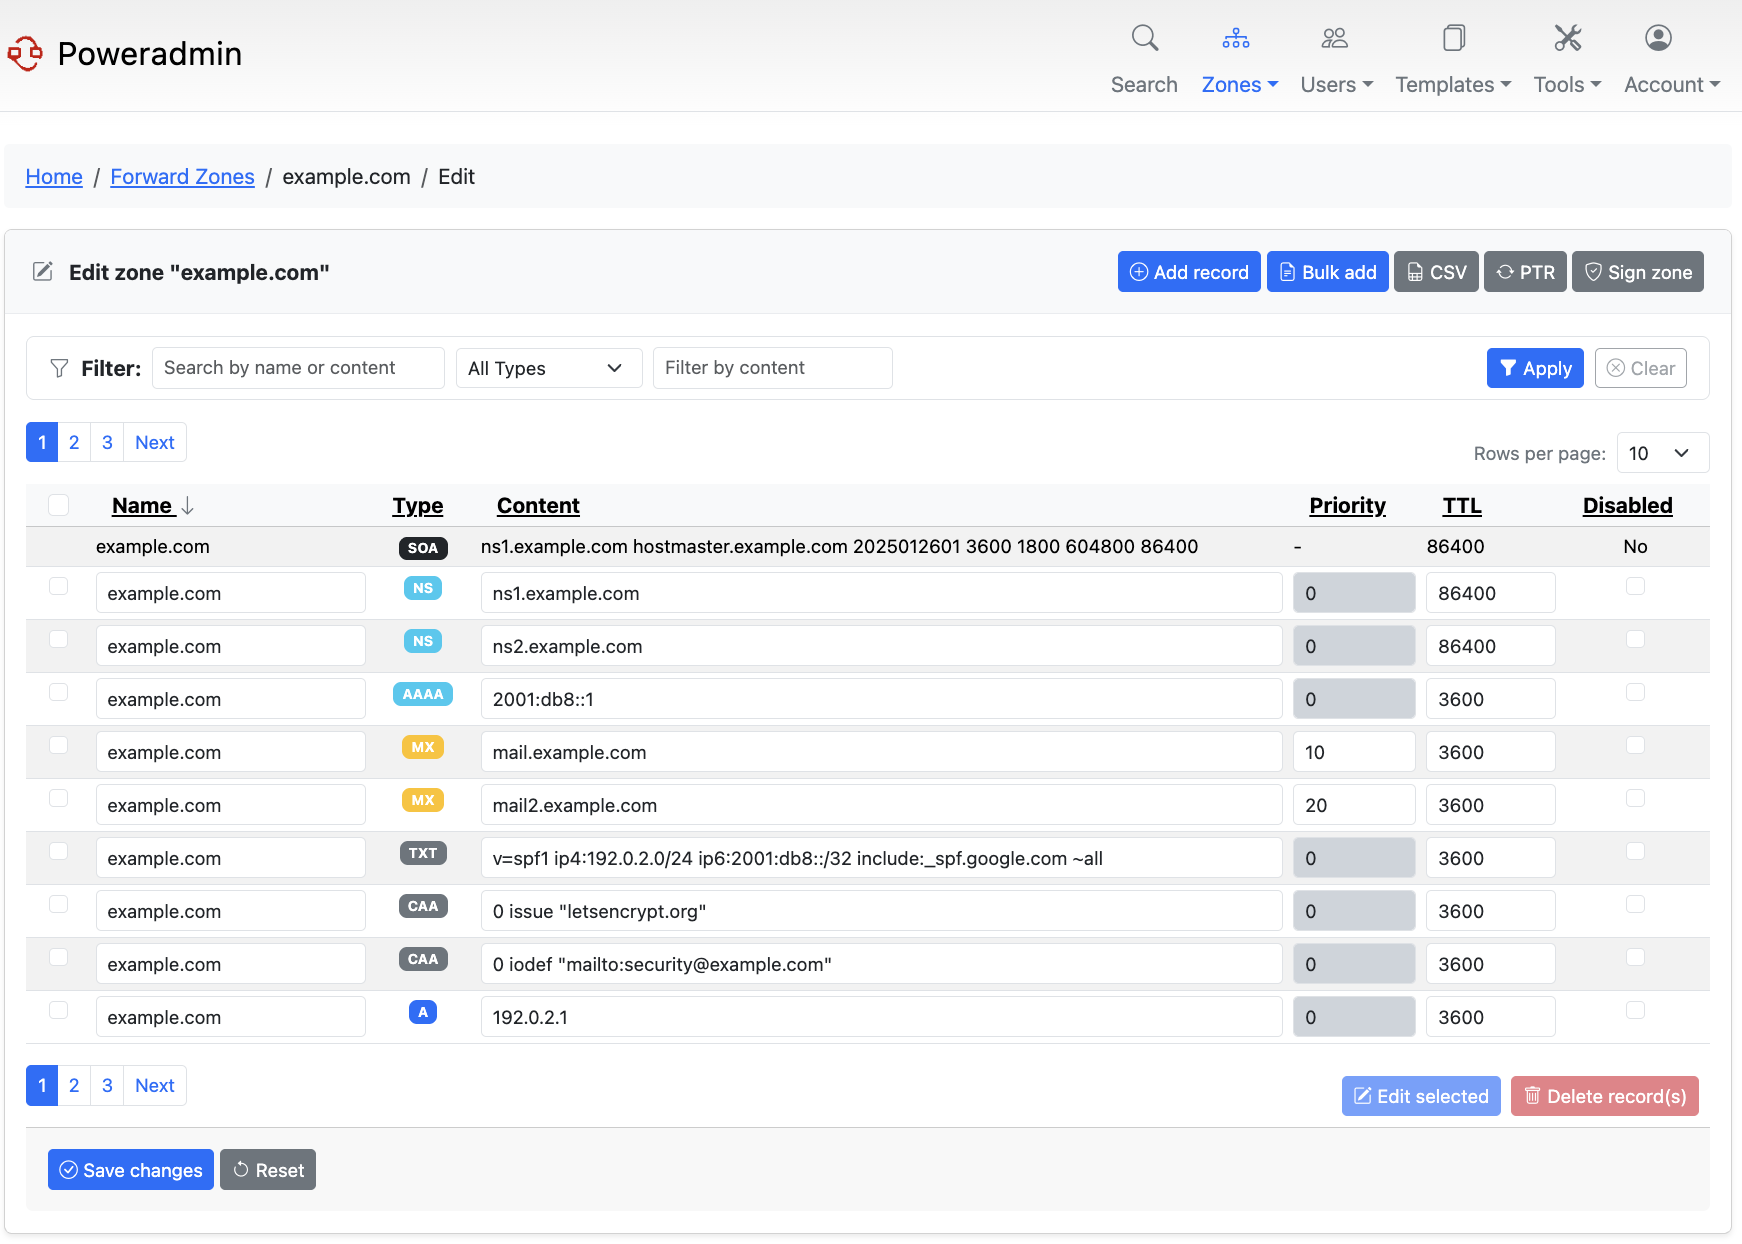 Poweradmin
Search Zones Users Templates Tools Account
Home / Forward Zones / example.com / Edit
Edit zone "example.com"
Add record Bulk add CSV PTR Sign zone
Filter: Search by name or content All Types Filter by content Apply Clear
1 2 3 Next
Rows per page: 10
Name Type Content Priority TTL Disabled
example.com SOA ns1.example.com hostmaster.example.com 2025012601 3600 1800 604800 86400 - 86400 No
example.com NS ns1.example.com 0 86400
example.com NS ns2.example.com 0 86400
example.com AAAA 2001:db8::1 0 3600
example.com MX mail.example.com 10 3600
example.com MX mail2.example.com 20 3600
example.com TXT v=spf1 ip4:192.0.2.0/24 ip6:2001:db8::/32 include:_spf.google.com ~all 0 3600
example.com CAA 0 issue "letsencrypt.org" 0 3600
example.com CAA 0 iodef "mailto:security@example.com" 0 3600
example.com A 192.0.2.1 0 3600
1 2 3 Next
Edit selected Delete record(s)
Save changes Reset